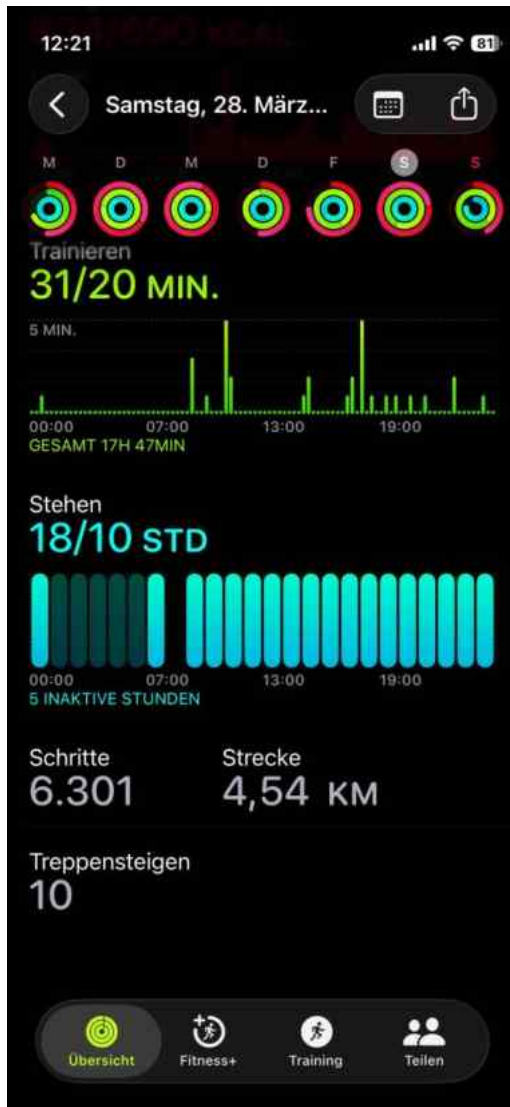 12:21
81
Samstag, 28. März...
M D M D F S S
Trainieren
31/20 MIN.
5 MIN.
00:00 07:00 13:00 19:00
GESAMT 17H 47MIN
Stehen
18/10 STD
00:00 07:00 13:00 19:00
5 INAKTIVE STUNDEN
Schritte Strecke
6.301 4,54 KM
Treppensteigen
10
Übersicht Fitness+ Training Teilen